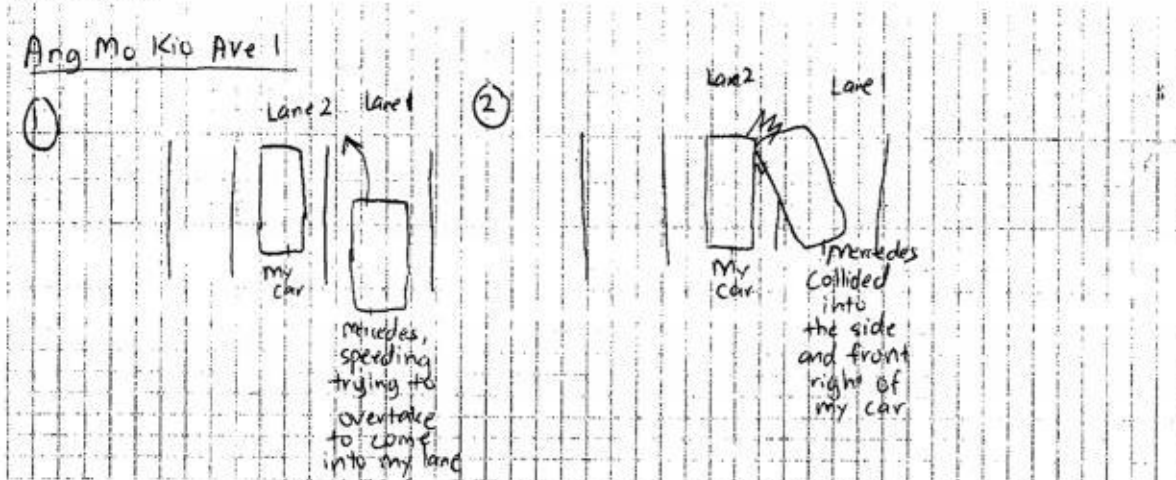 Ang Mo Kio Ave 1
1
Lane 2
Lane 1
my
car
mercedes,
speeding
trying to
overtake
to come
into my lane
2
Lane 2
Lane 1
My
car
Mercedes
collided
into
the side
and front
right of
my car